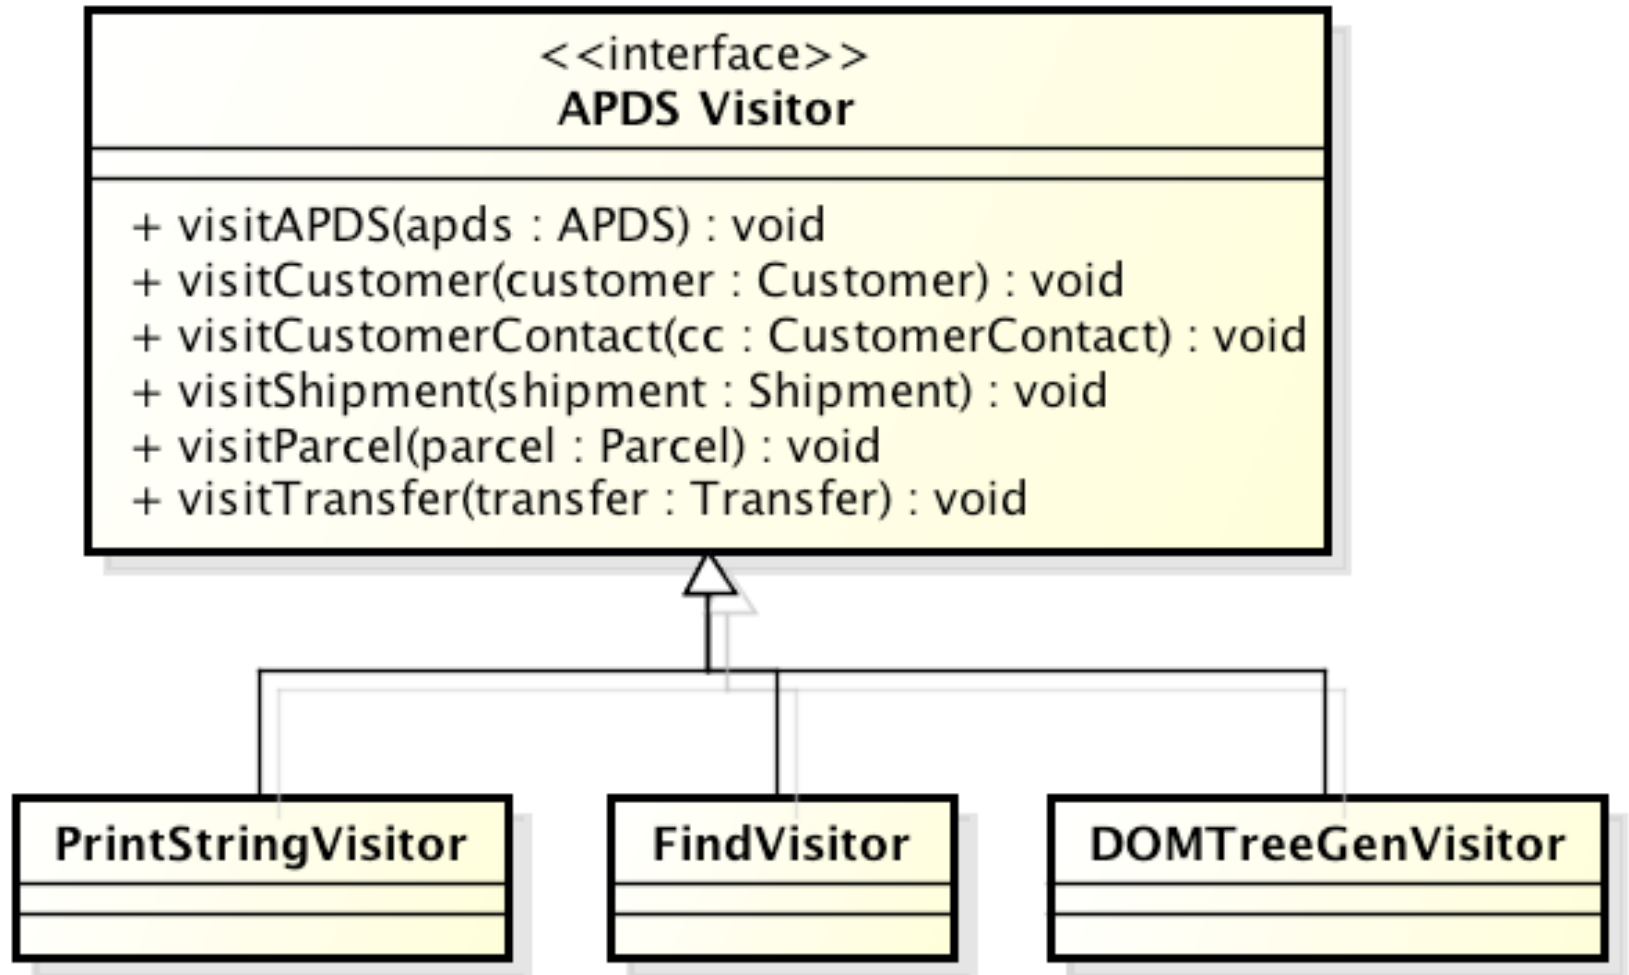 <<interface>>
APDS Visitor
+ visitAPDS(apds : APDS) : void
+ visitCustomer(customer : Customer) : void
+ visitCustomerContact(cc : CustomerContact) : void
+ visitShipment(shipment : Shipment) : void
+ visitParcel(parcel : Parcel) : void
+ visitTransfer(transfer : Transfer) : void
PrintStringVisitor
FindVisitor
DOMTreeGenVisitor